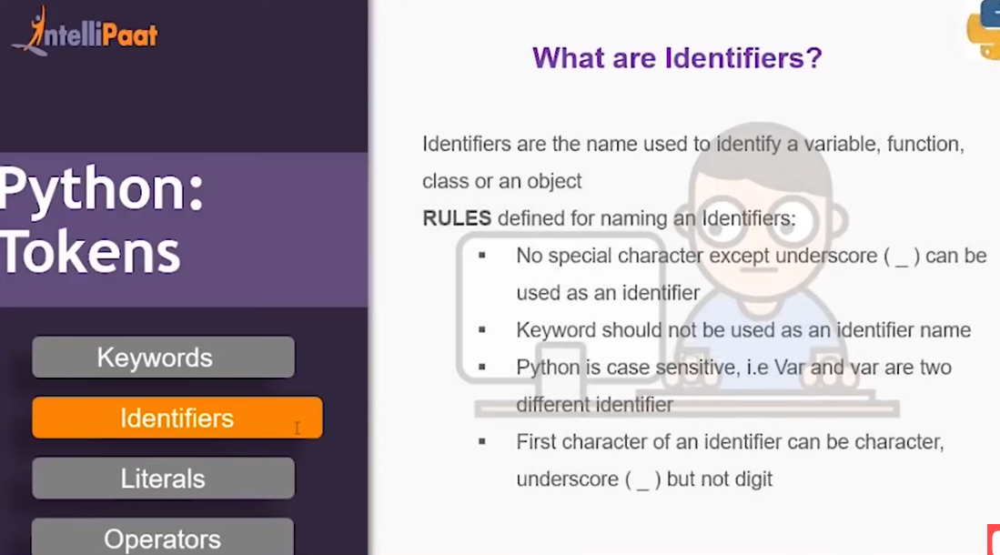 IntelliPaat
Python:
Tokens
Keywords
Identifiers
Literals
Operators
What are Identifiers?
Identifiers are the name used to identify a variable, function,
class or an object
RULES defined for naming an Identifiers:
▪ No special character except underscore ( _ ) can be
used as an identifier
▪ Keyword should not be used as an identifier name
▪ Python is case sensitive, i.e Var and var are two
different identifier
▪ First character of an identifier can be character,
underscore ( _ ) but not digit